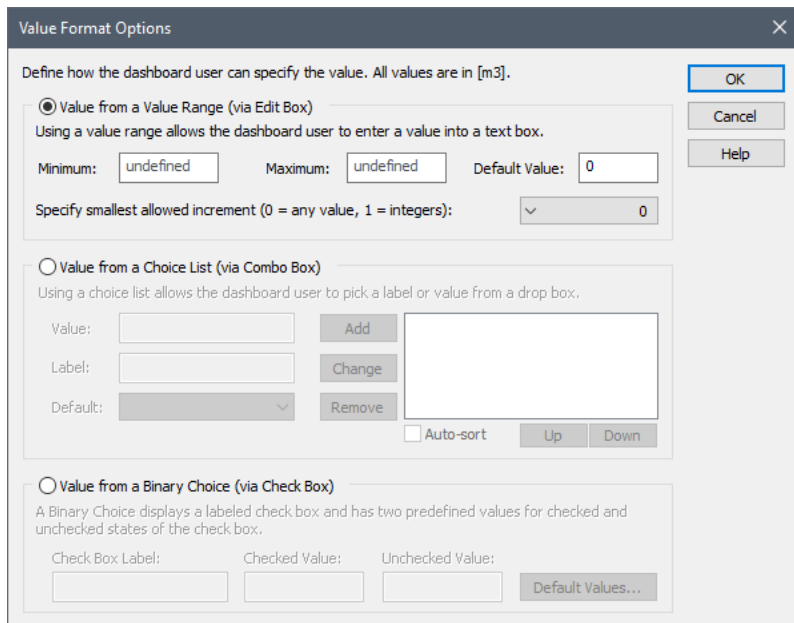 Value Format Options
Define how the dashboard user can specify the value. All values are in [m3].
OK
Value from a Value Range (via Edit Box)
Cancel
Using a value range allows the dashboard user to enter a value into a text box.
Help
Minimum: undefined Maximum: undefined Default Value: 0
Specify smallest allowed increment (0 = any value, 1 = integers): 0
Value from a Choice List (via Combo Box)
Using a choice list allows the dashboard user to pick a label or value from a drop box.
Value: Add
Label: Change
Default: Remove
Auto-sort Up Down
Value from a Binary Choice (via Check Box)
A Binary Choice displays a labeled check box and has two predefined values for checked and
unchecked states of the check box.
Check Box Label: Checked Value: Unchecked Value:
Default Values...